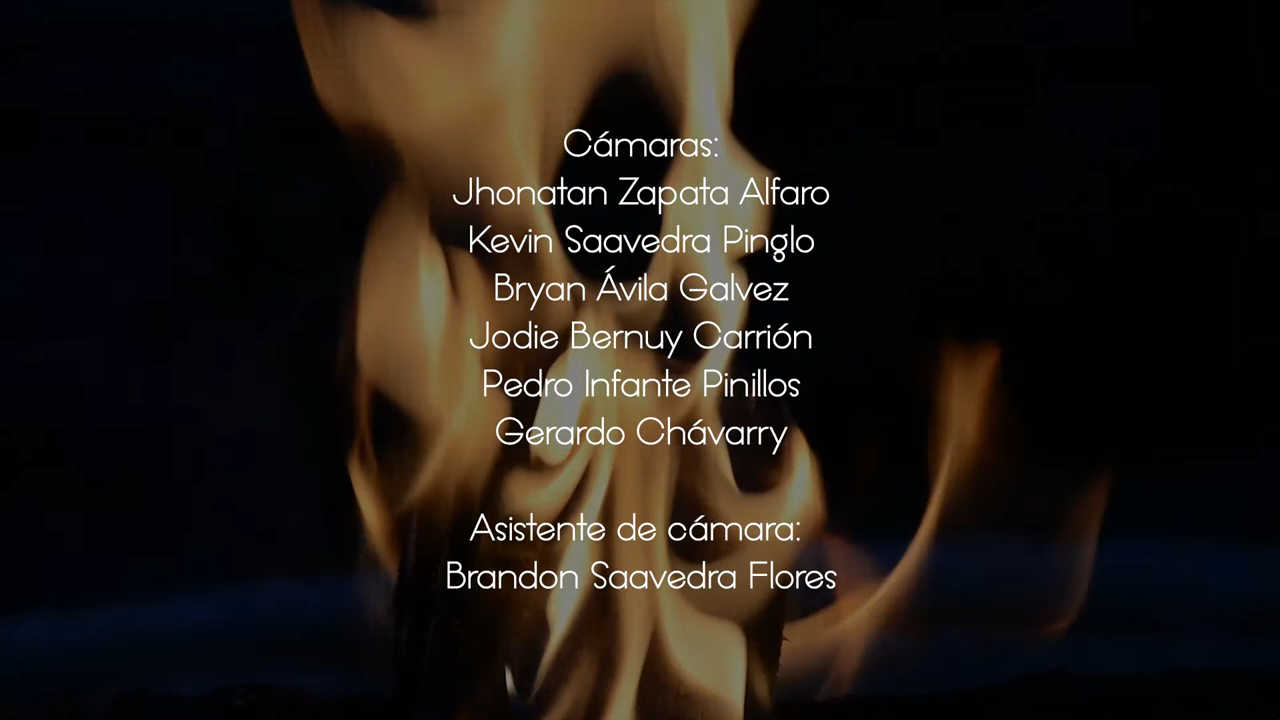 Cámaras:
Jhonatan Zapata Alfaro
Kevin Saavedra Pinglo
Bryan Ávila Galvez
Jodie Bernuy Carrión
Pedro Infante Pinillos
Gerardo Chávarry
Asistente de cámara:
Brandon Saavedra Flores